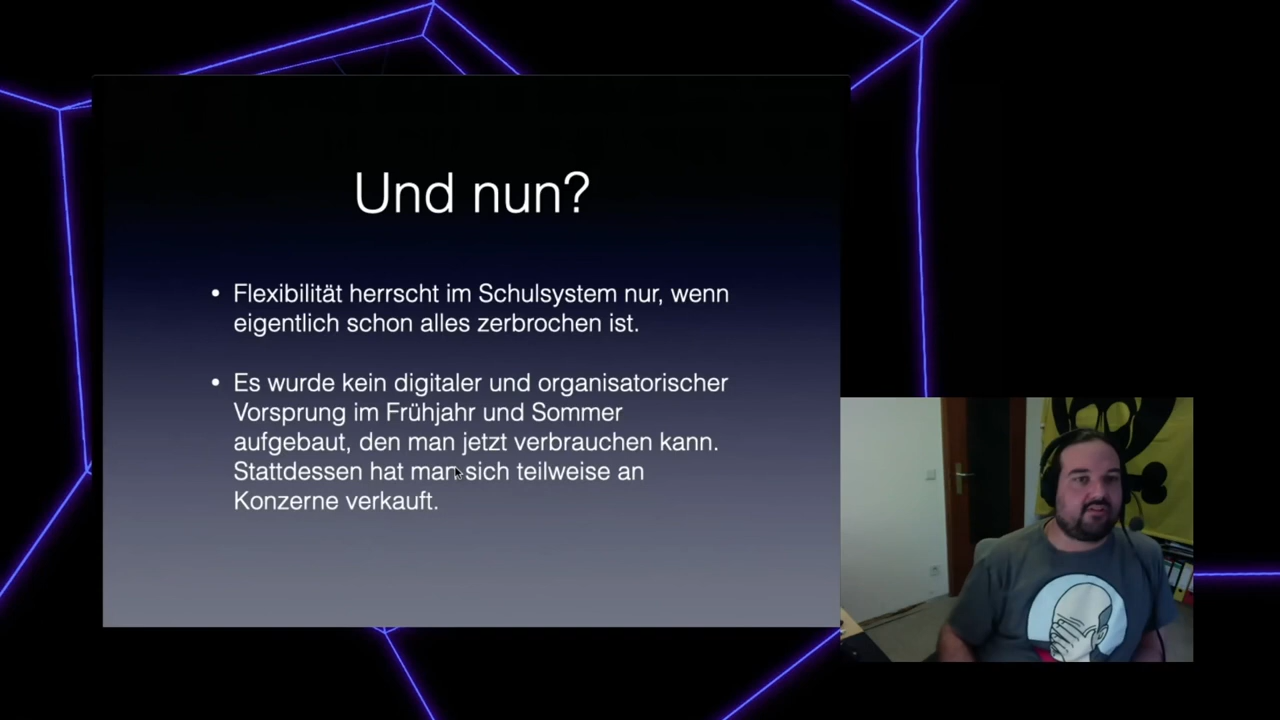 Und nun?
• Flexibilität herrscht im Schulsystem nur, wenn
eigentlich schon alles zerbrochen ist.
• Es wurde kein digitaler und organisatorischer
Vorsprung im Frühjahr und Sommer
aufgebaut, den man jetzt verbrauchen kann.
Stattdessen hat man sich teilweise an
Konzerne verkauft.